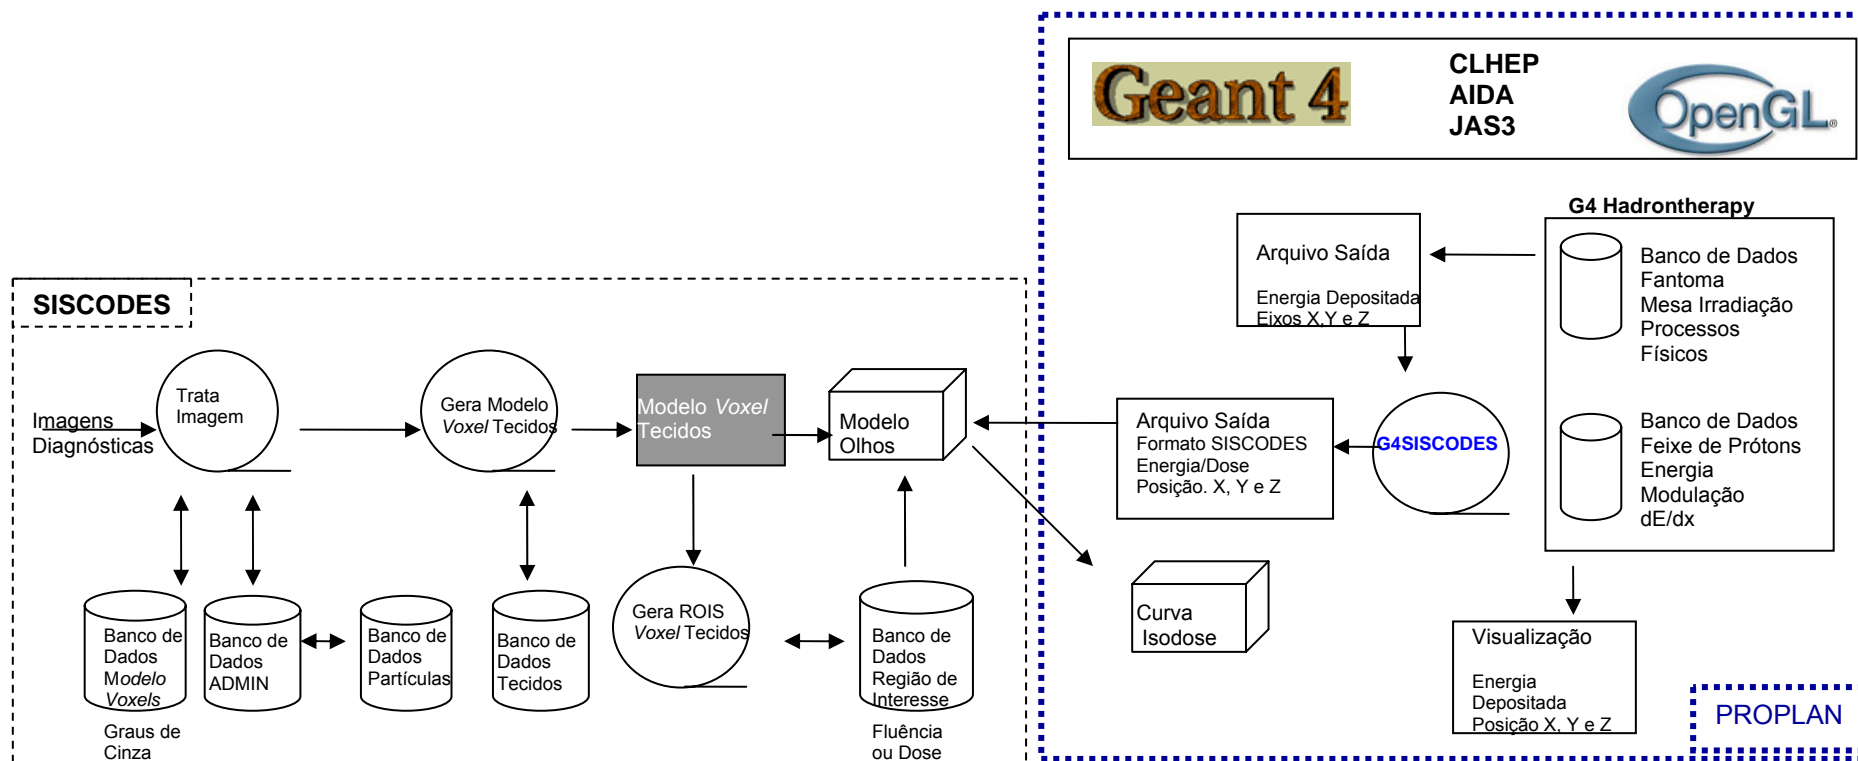 Geant 4
CLHEP
AIDA
JAS3
OpenGL®
G4 Hadrontherapy
Arquivo Saída
Energia Depositada
Eixos X,Y e Z
Banco de Dados
Fantoma
Mesa Irradiação
Processos
Físicos
Banco de Dados
Feixe de Prótons
Energia
Modulação
dE/dx
SISCODES
Imagens
Diagnósticas
Trata
Imagem
Gera Modelo
Voxel Tecidos
Modelo Voxel
Tecidos
Modelo
Olhos
Arquivo Saída
Formato SISCODES
Energia/Dose
Posição. X, Y e Z
G4SISCODES
Banco de
Dados
Modelo
Voxels
Graus de
Cinza
Banco de
Dados
ADMIN
Banco de
Dados
Partículas
Banco de
Dados
Tecidos
Gera ROIS
Voxel Tecidos
Banco de
Dados
Região de
Interesse
Fluência
ou Dose
Curva
Isodose
Visualização
Energia
Depositada
Posição X, Y e Z
PROPLAN